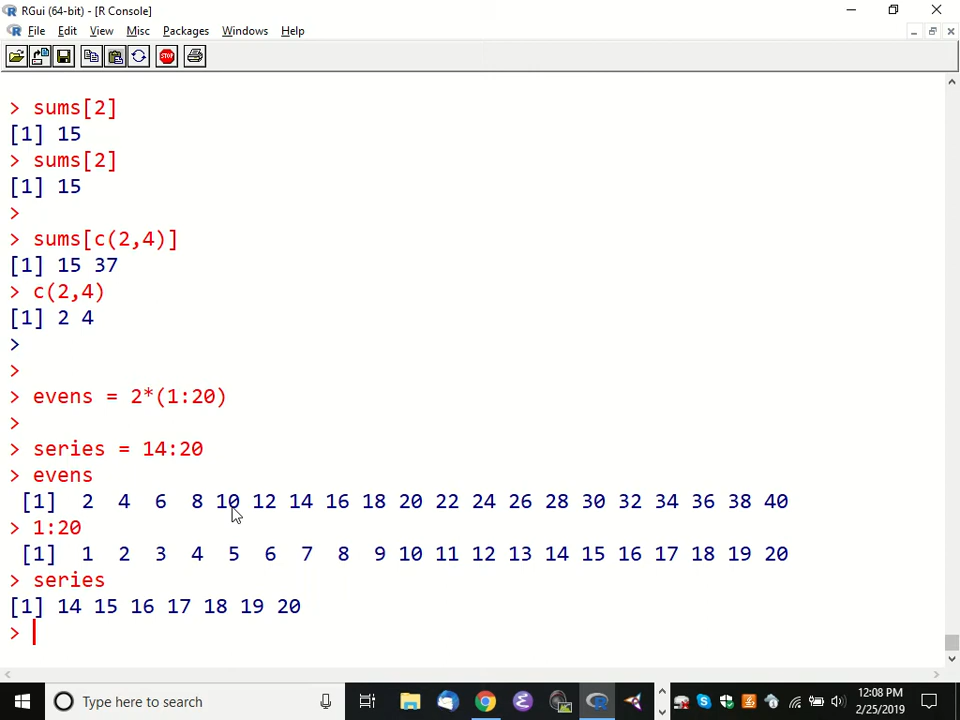 RGui (64-bit) - [R Console]
File Edit View Misc Packages Windows Help
STOP
> sums[2]
[1] 15
> sums[2]
[1] 15
>
> sums[c(2,4)]
[1] 15 37
> c(2,4)
[1] 2 4
>
>
> evens = 2*(1:20)
>
> series = 14:20
> evens
[1] 2 4 6 8 10 12 14 16 18 20 22 24 26 28 30 32 34 36 38 40
> 1:20
[1] 1 2 3 4 5 6 7 8 9 10 11 12 13 14 15 16 17 18 19 20
> series
[1] 14 15 16 17 18 19 20
>
Type here to search
12:08 PM
2/25/2019